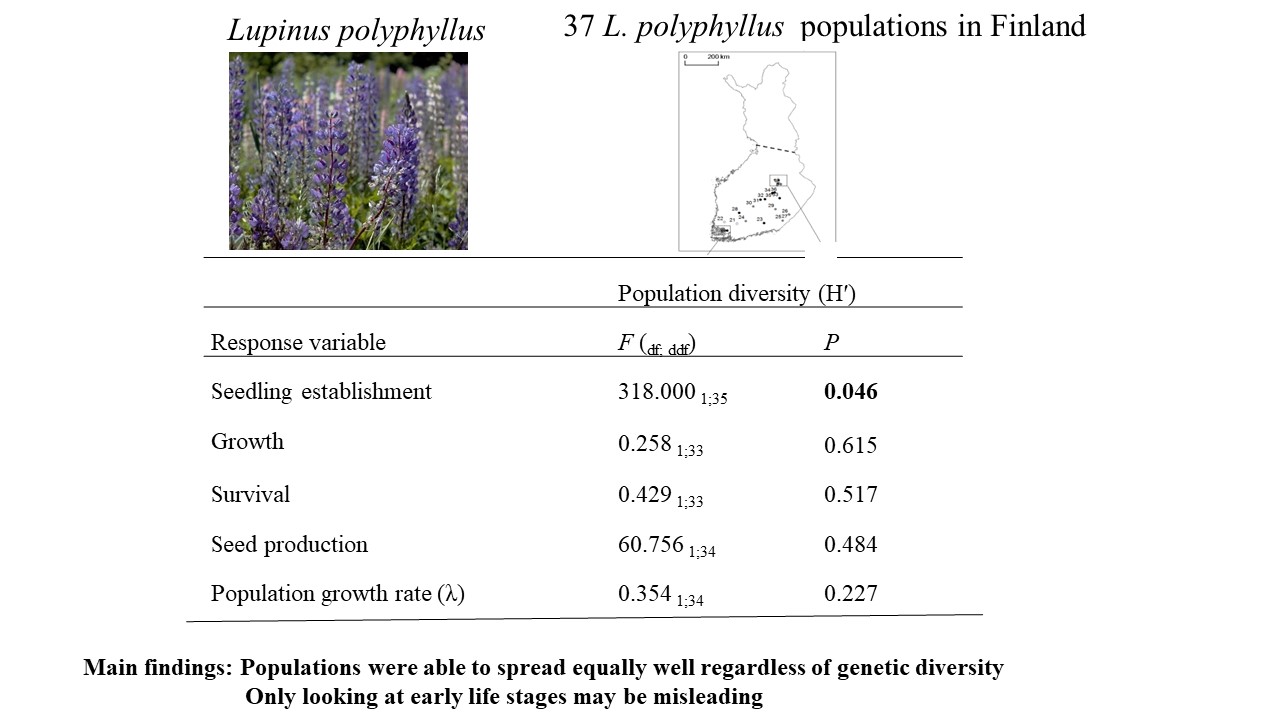 Lupinus polyphyllus
37 L. polyphyllus populations in Finland
0 200 km
Population diversity (H′)
Response variable F (df; ddf) P
Seedling establishment 318.000 1;35 0.046
Growth 0.258 1;33 0.615
Survival 0.429 1;33 0.517
Seed production 60.756 1;34 0.484
Population growth rate (λ) 0.354 1;34 0.227
Main findings: Populations were able to spread equally well regardless of genetic diversity
Only looking at early life stages may be misleading